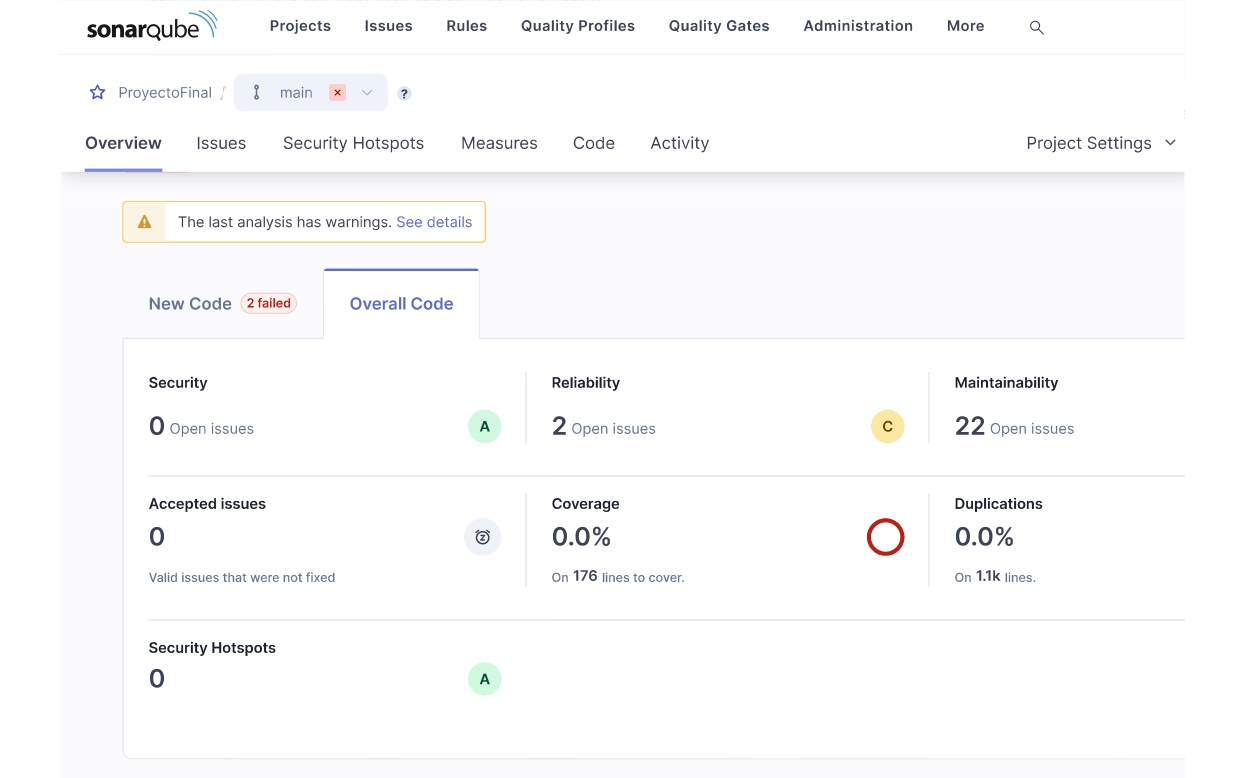 sonarqube Projects Issues Rules Quality Profiles Quality Gates Administration More
ProyectoFinal / main ?
Overview Issues Security Hotspots Measures Code Activity Project Settings
The last analysis has warnings. See details
New Code 2 failed Overall Code
Security Reliability Maintainability
0 Open issues A 2 Open issues C 22 Open issues
Accepted issues Coverage Duplications
0 0.0% 0.0%
Valid issues that were not fixed On 176 lines to cover. On 1.1k lines.
Security Hotspots
0 A